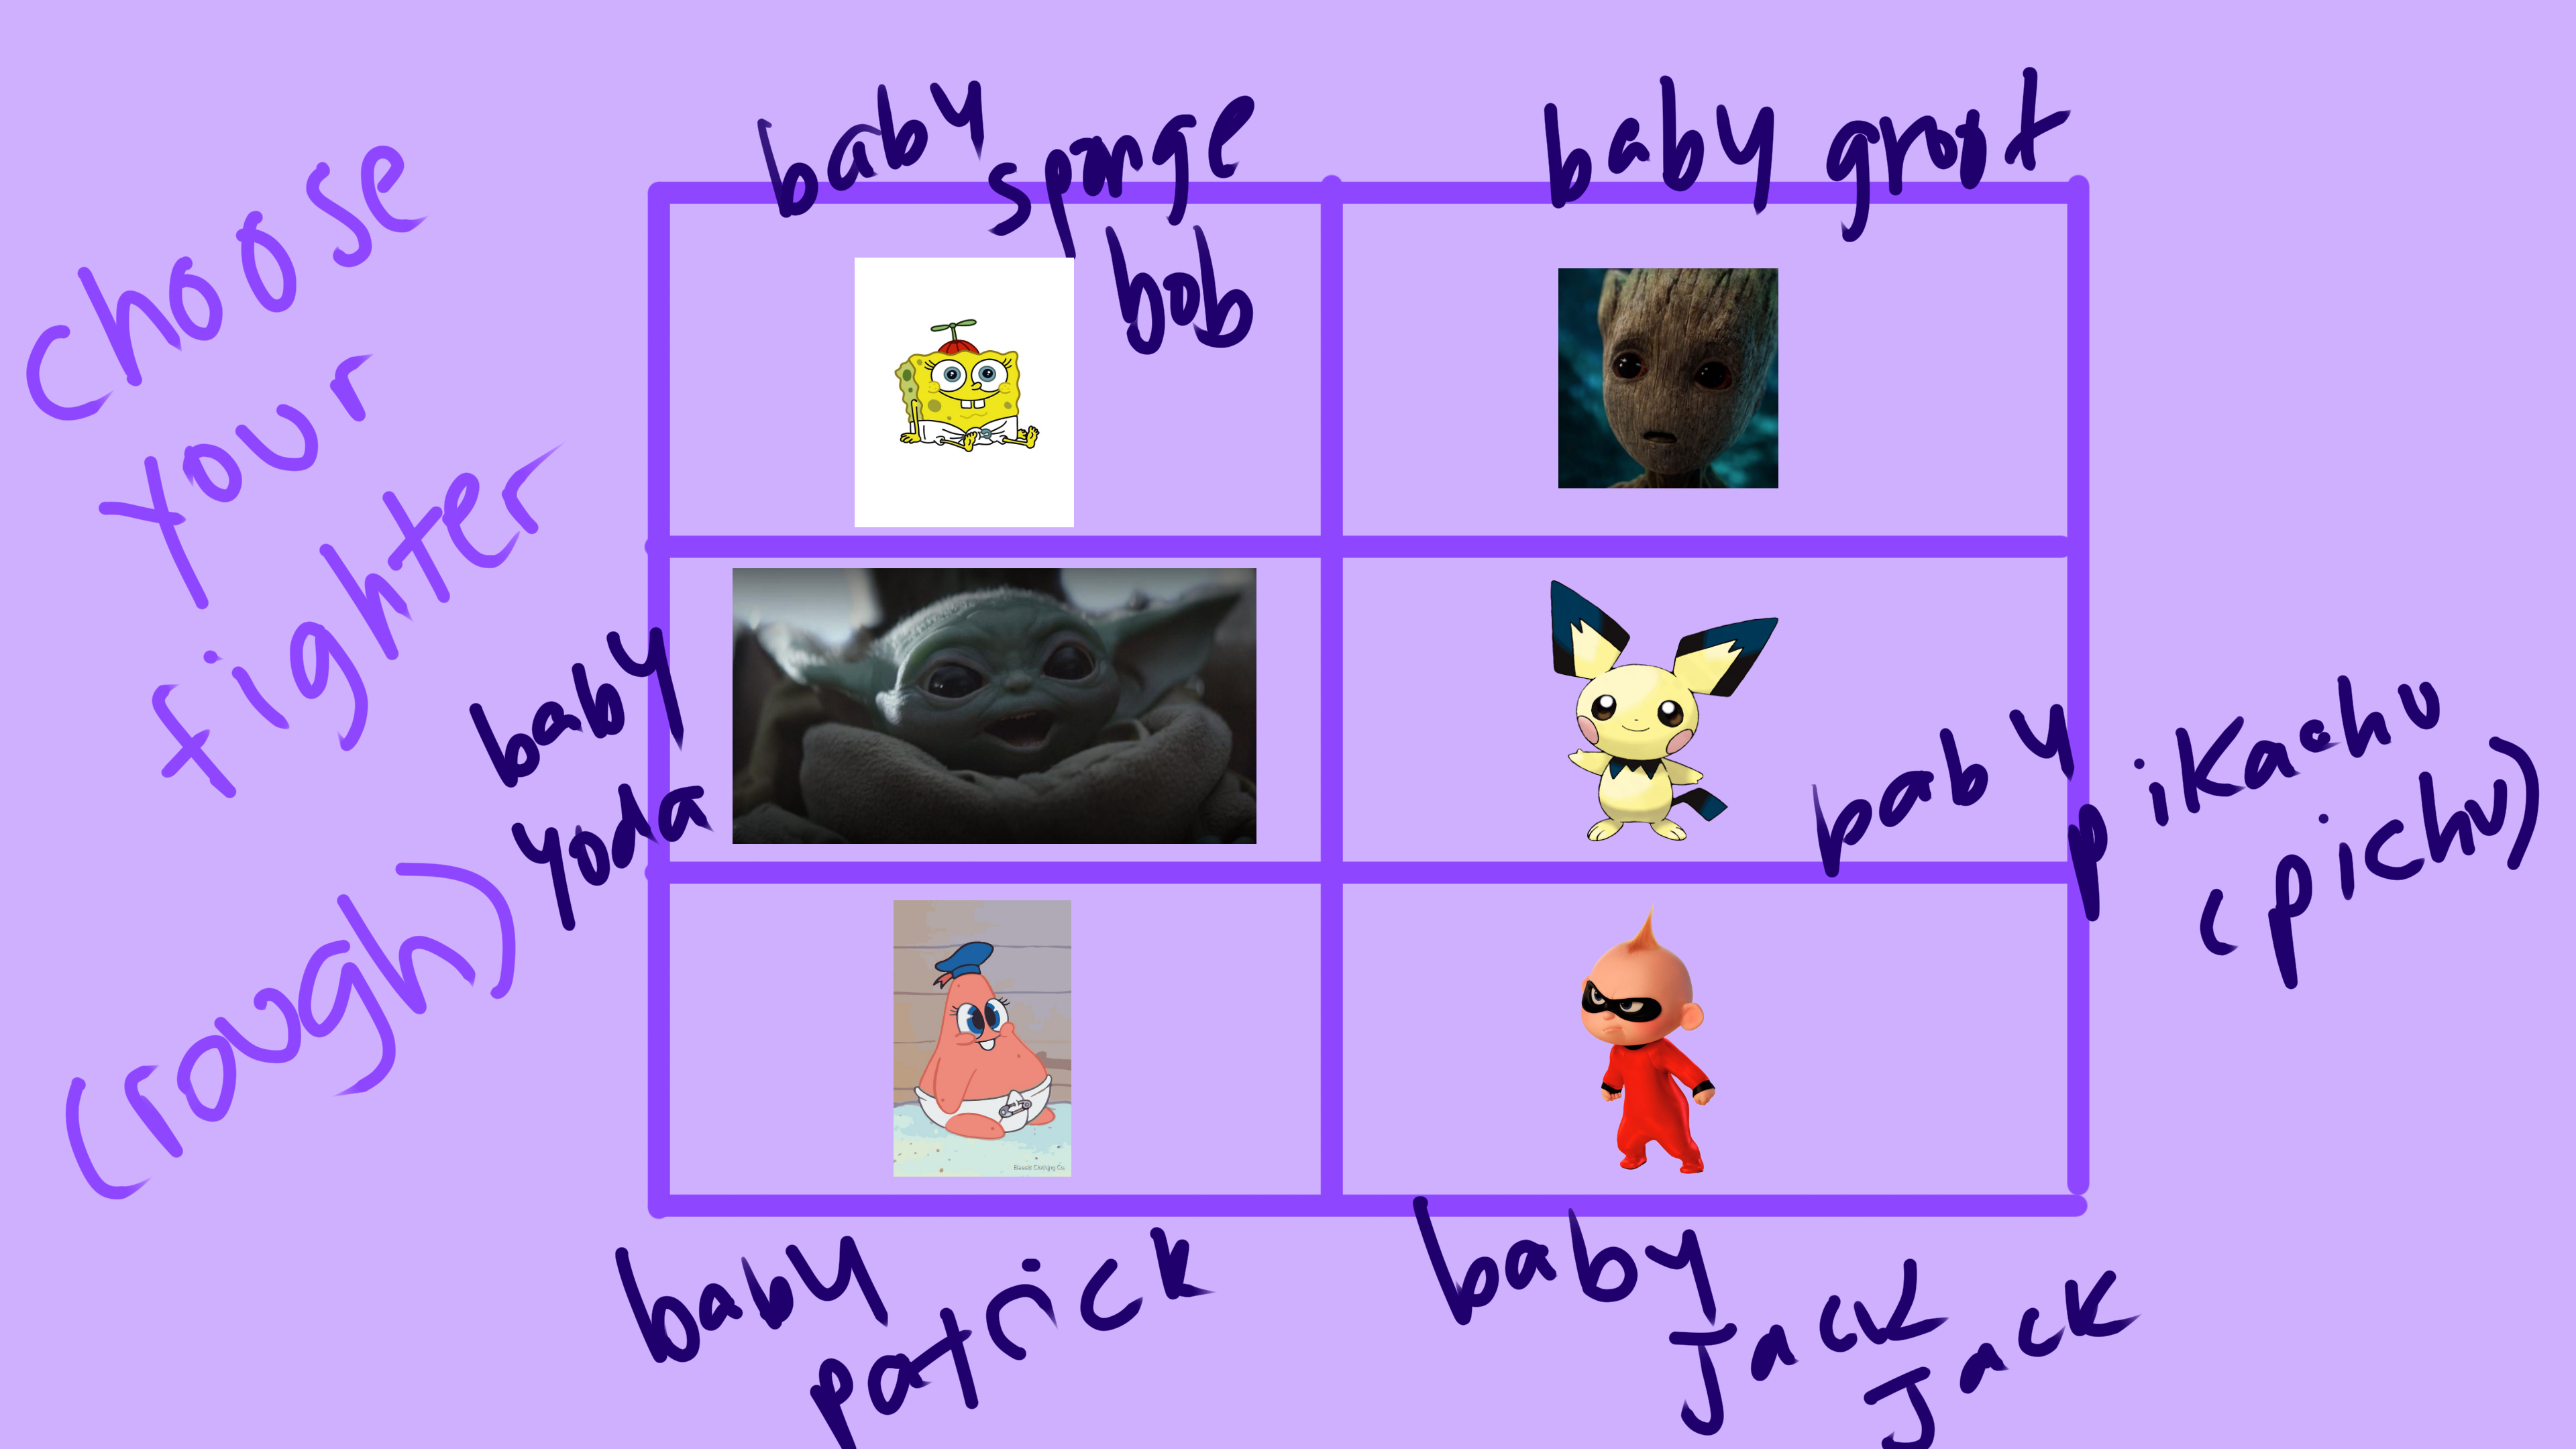 choose
your
fighter
(rough)
baby
sponge
bob
baby groot
baby
yoda
baby pikachu
(pichu)
baby
patrick
baby
Jack
Jack